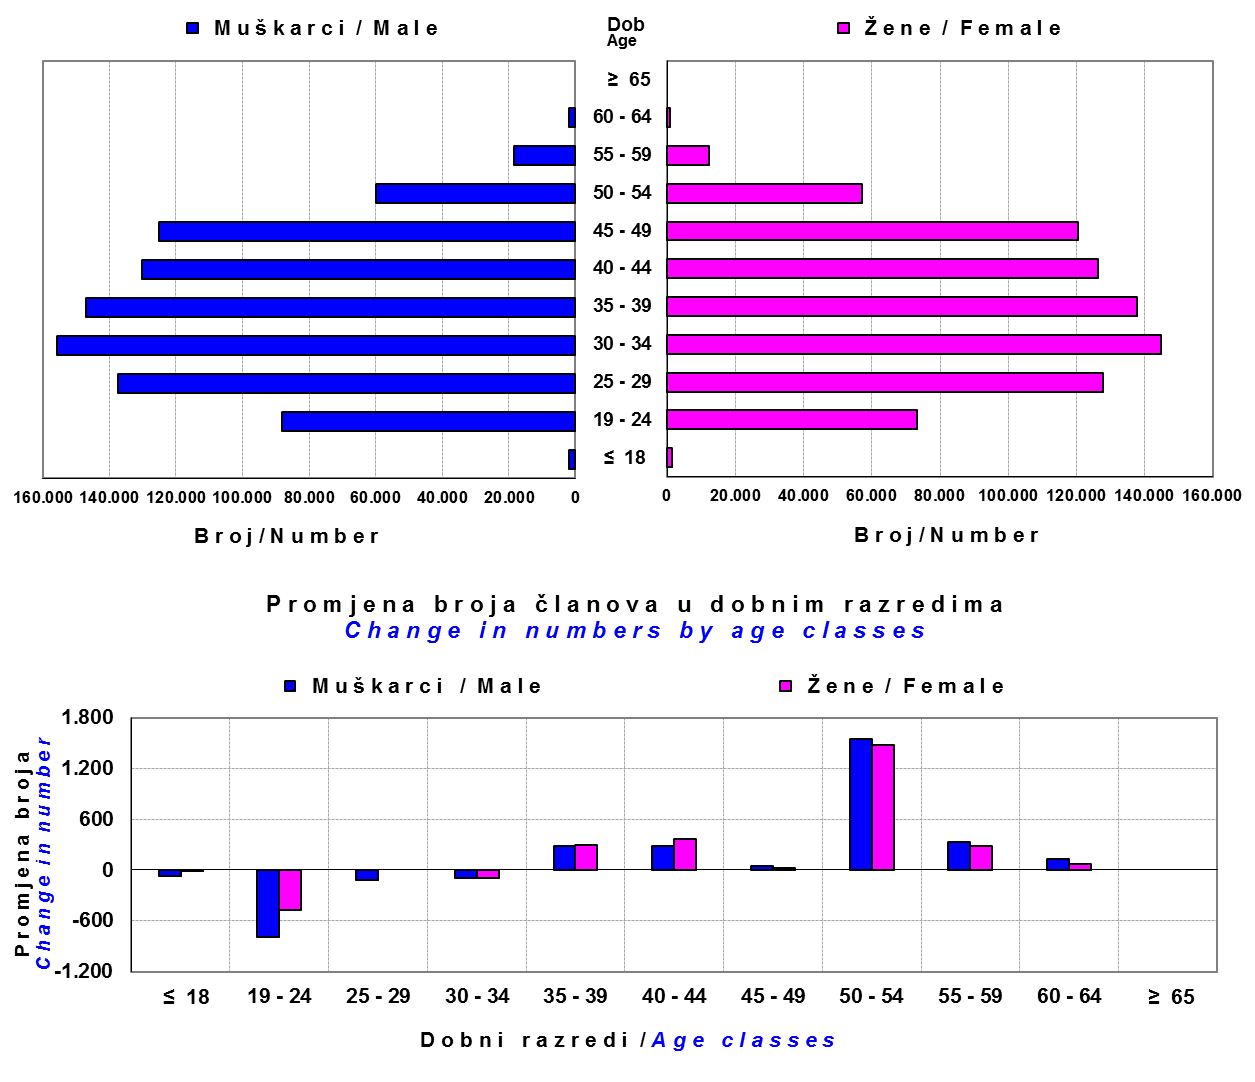 Muškarci / Male
Dob
Age
Žene / Female
≥ 65
60 - 64
55 - 59
50 - 54
45 - 49
40 - 44
35 - 39
30 - 34
25 - 29
19 - 24
≤ 18
160.000 140.000 120.000 100.000 80.000 60.000 40.000 20.000 0
0 20.000 40.000 60.000 80.000 100.000 120.000 140.000 160.000
Broj/Number
Broj/Number
Promjena broja članova u dobnim razredima
Change in numbers by age classes
Muškarci / Male
Žene / Female
Promjena broja
Change in number
1.800
1.200
600
0
-600
-1.200
≤ 18 19 - 24 25 - 29 30 - 34 35 - 39 40 - 44 45 - 49 50 - 54 55 - 59 60 - 64 ≥ 65
Dobni razredi /Age classes